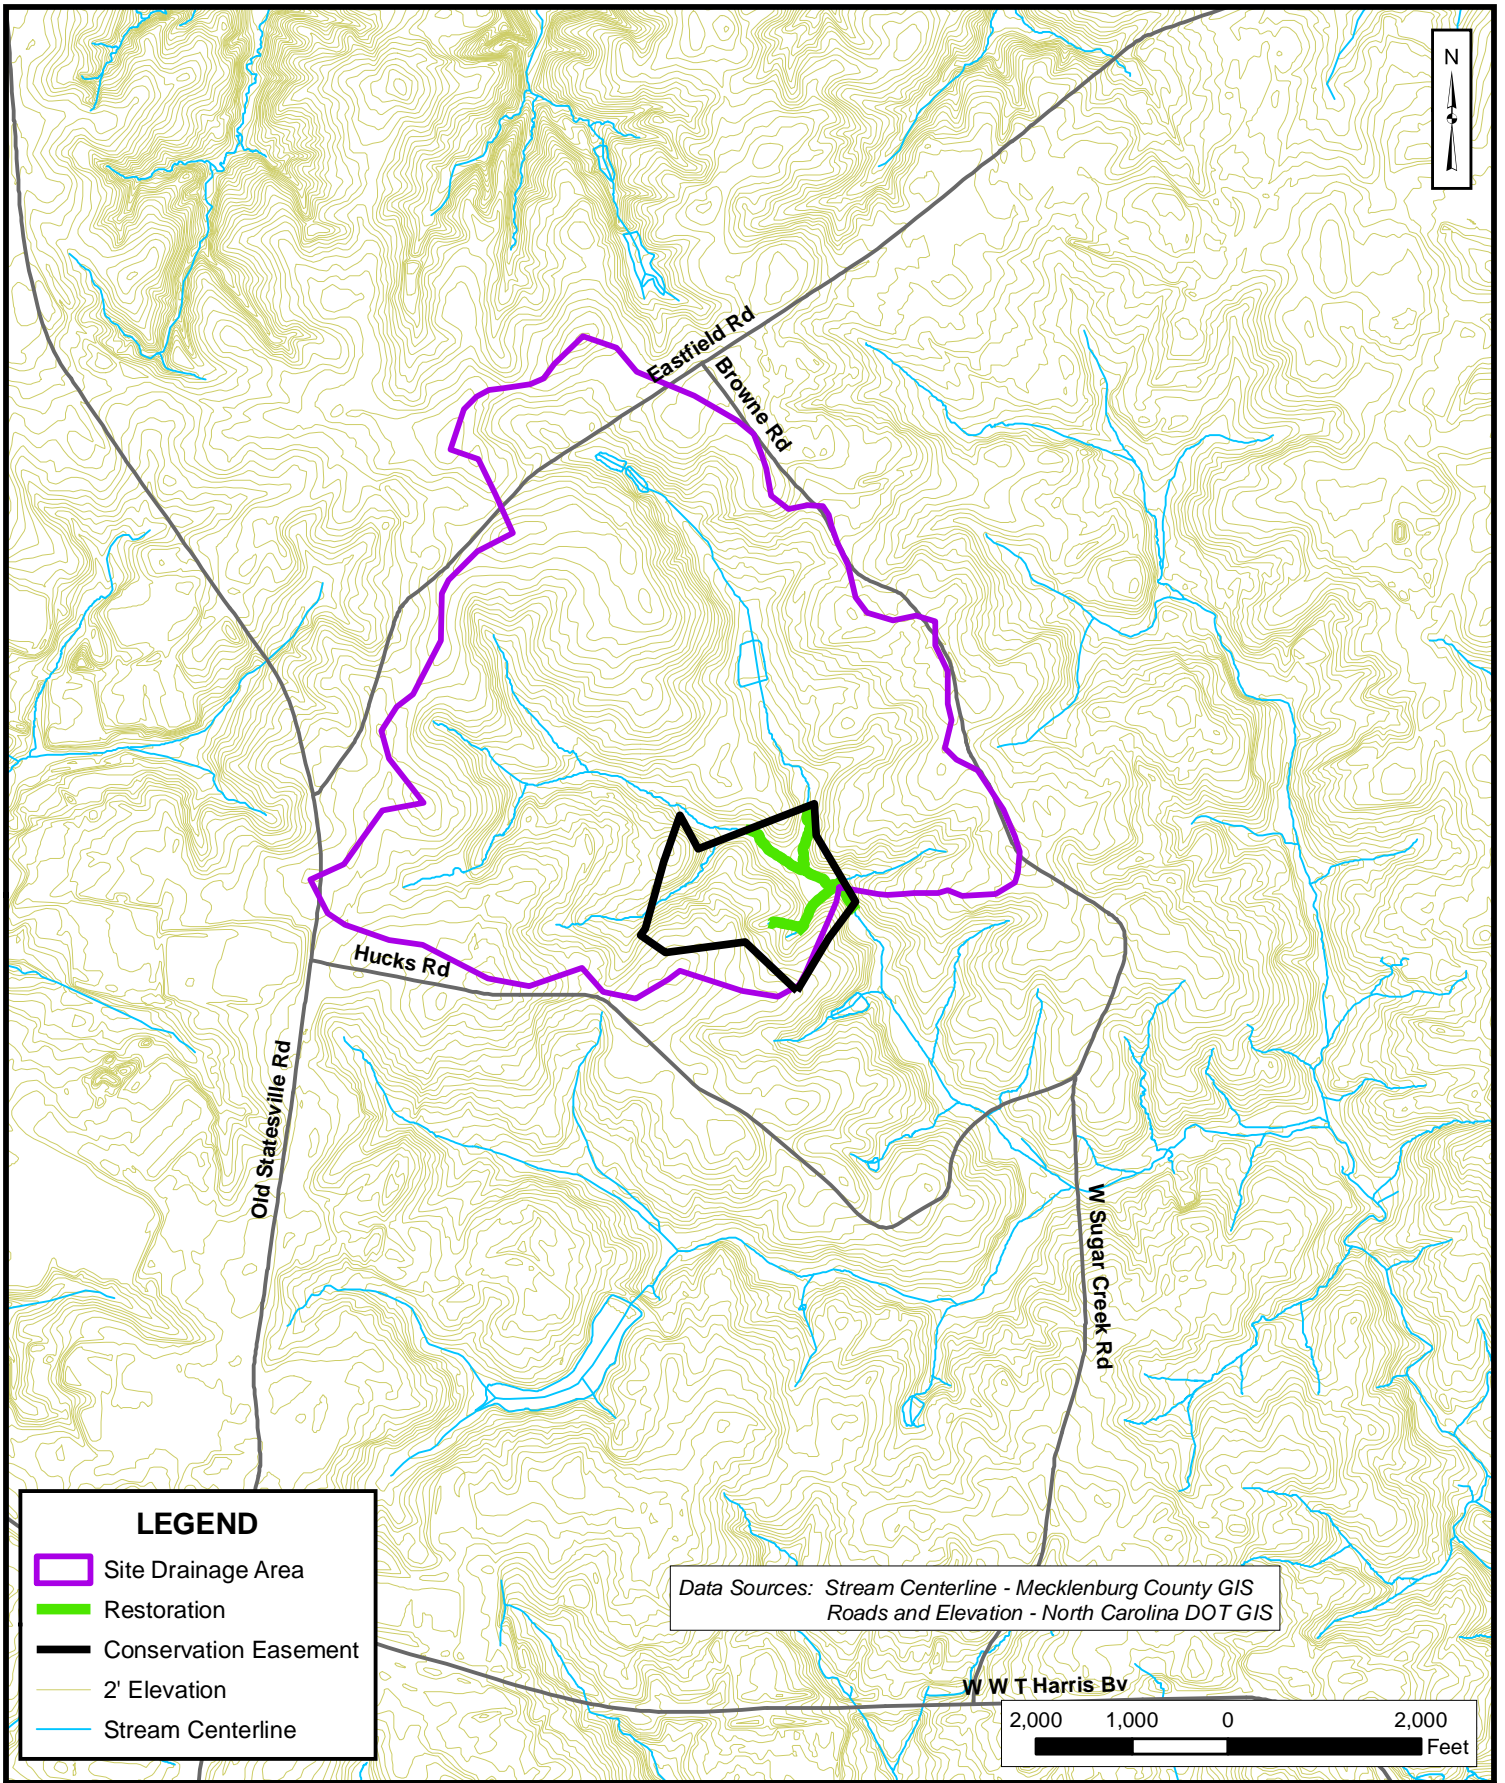 N
Eastfield Rd
Browne Rd
Hucks Rd
Old Statesville Rd
W Sugar Creek Rd
LEGEND
Site Drainage Area
Restoration
Conservation Easement
2' Elevation
Stream Centerline
Data Sources: Stream Centerline - Mecklenburg County GIS
Roads and Elevation - North Carolina DOT GIS
W W T Harris Bv
2,000 1,000 0 2,000
Feet